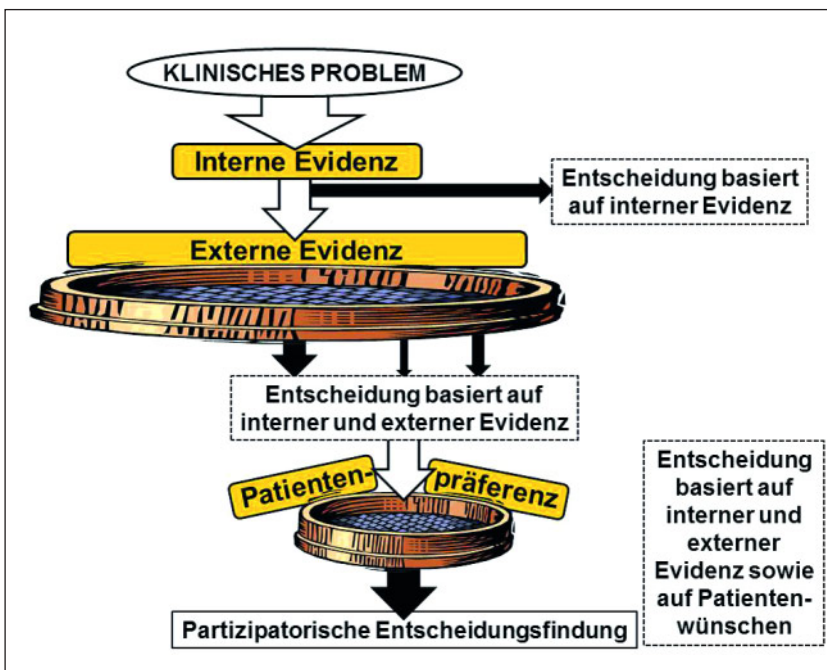 KLINISCHES PROBLEM
Interne Evidenz
Entscheidung basiert
auf interner Evidenz
Externe Evidenz
Entscheidung basiert auf
interner und externer Evidenz
Patienten-
präferenz
Entscheidung
basiert auf
interner und
externer
Evidenz sowie
auf Patienten-
wünschen
Partizipatorische Entscheidungsfindung